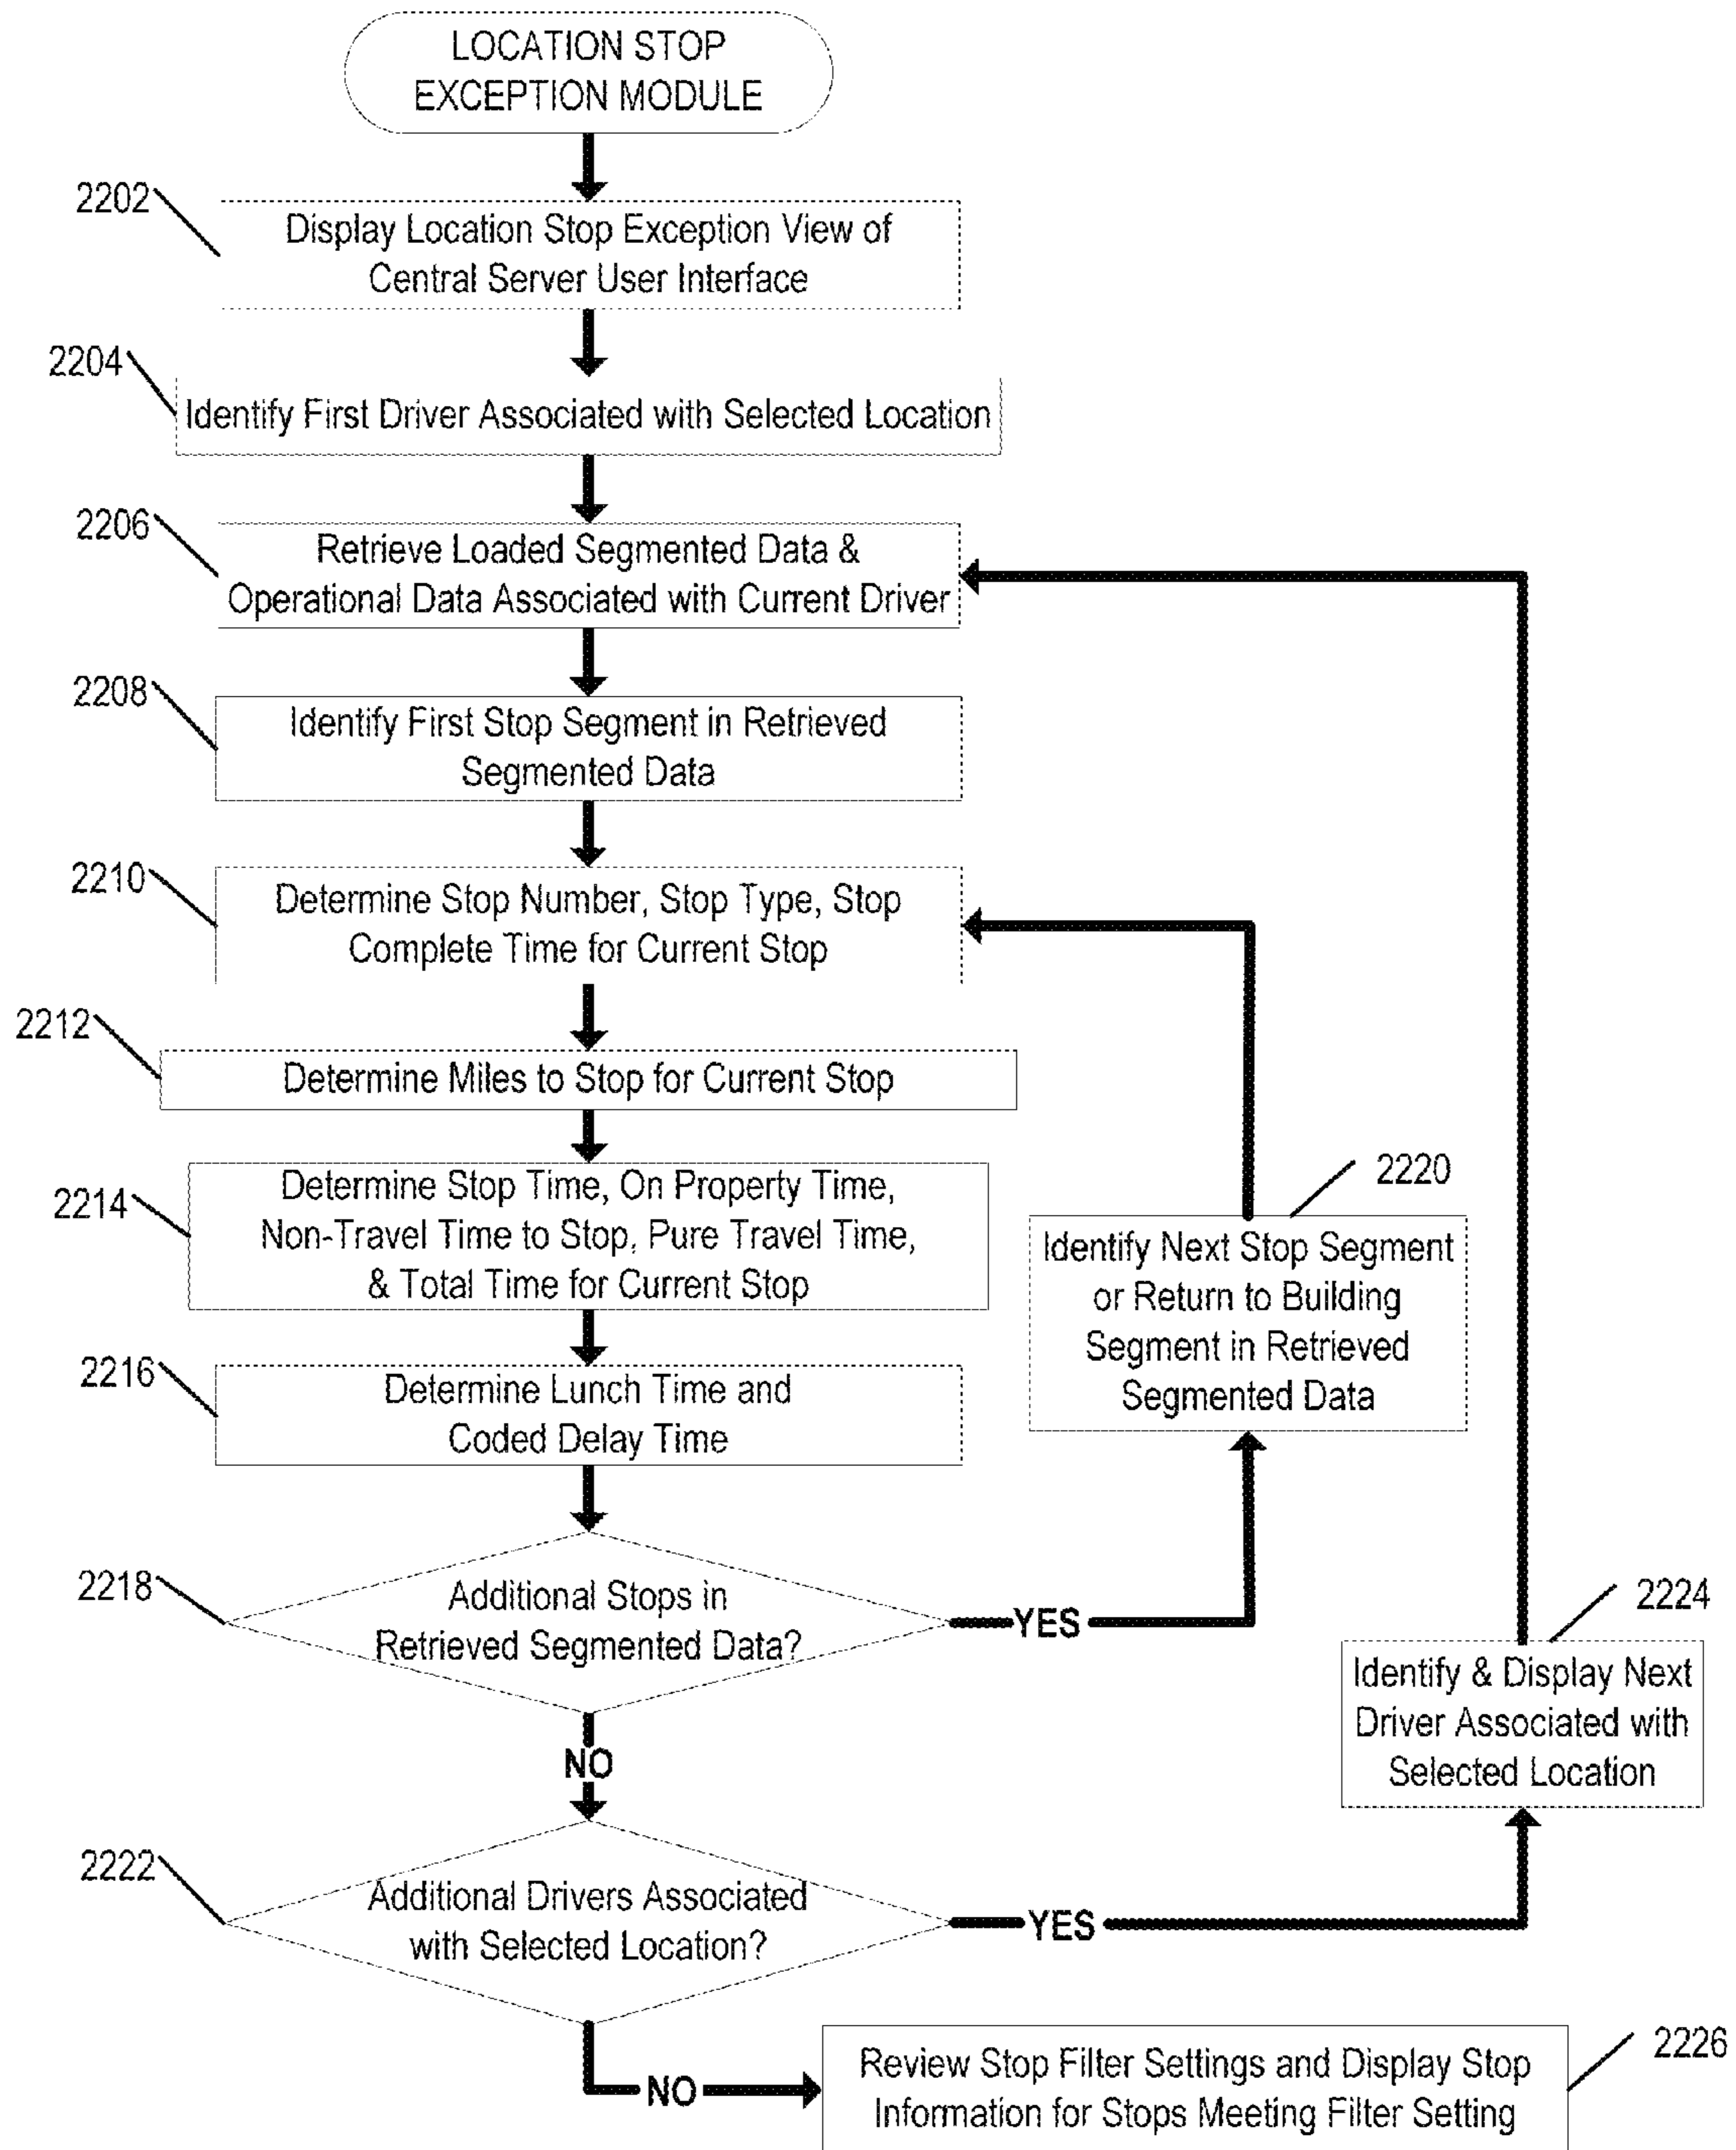 LOCATION STOP
EXCEPTION MODULE
2202
Display Location Stop Exception View of
Central Server User Interface
2204
Identify First Driver Associated with Selected Location
2206
Retrieve Loaded Segmented Data &
Operational Data Associated with Current Driver
2208
Identify First Stop Segment in Retrieved
Segmented Data
2210
Determine Stop Number, Stop Type, Stop
Complete Time for Current Stop
2212
Determine Miles to Stop for Current Stop
2214
Determine Stop Time, On Property Time,
Non-Travel Time to Stop, Pure Travel Time,
& Total Time for Current Stop
2216
Determine Lunch Time and
Coded Delay Time
2218
Additional Stops in
Retrieved Segmented Data?
YES
2220
Identify Next Stop Segment
or Return to Building
Segment in Retrieved
Segmented Data
NO
2222
Additional Drivers Associated
with Selected Location?
YES
2224
Identify & Display Next
Driver Associated with
Selected Location
NO
2226
Review Stop Filter Settings and Display Stop
Information for Stops Meeting Filter Setting